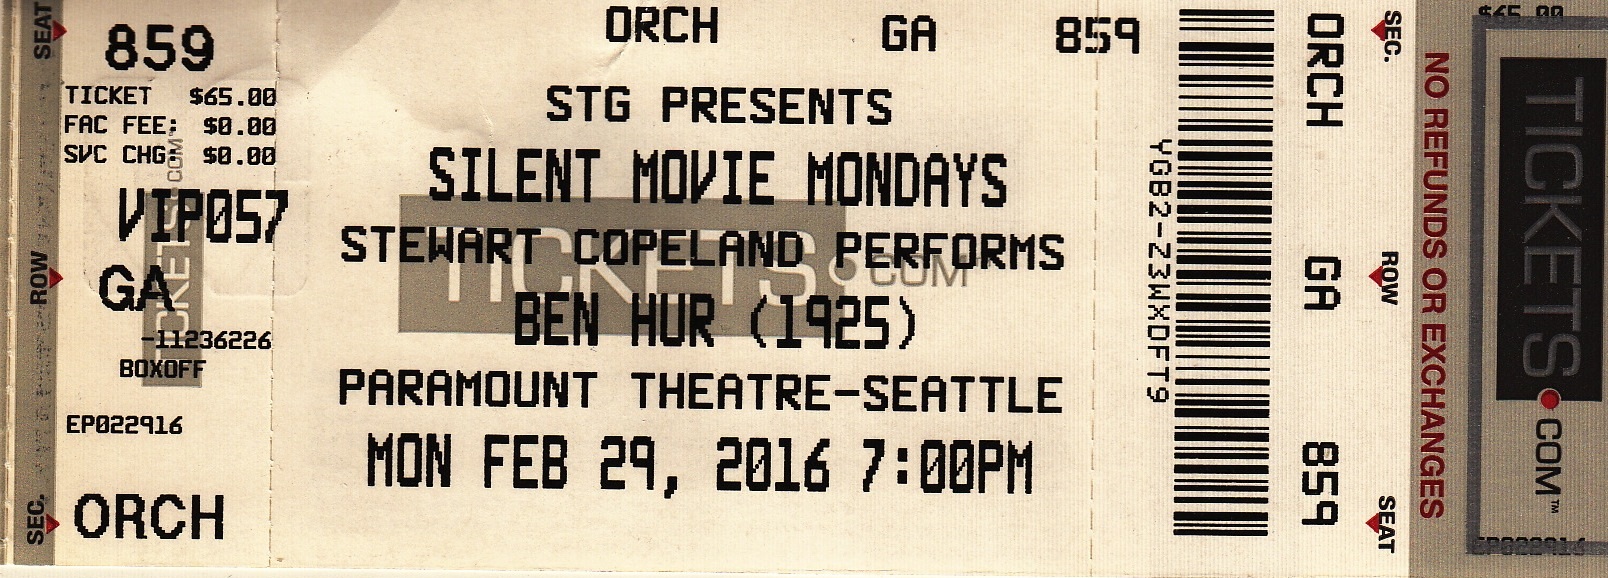 SEAT
859
TICKET $65.00
FAC FEE: $0.00
SVC CHG: $0.00
VIP057
ROW
GA
-11236226
BOXOFF
EP022916
SEC.
ORCH
TICKETS.COM
ORCH GA 859
STG PRESENTS
SILENT MOVIE MONDAYS
STEWART COPELAND PERFORMS
BEN HUR (1925)
PARAMOUNT THEATRE-SEATTLE
MON FEB 29, 2016 7:00PM
TICKETS.COM
YGB2-Z3WXDFT9
ORCH GA 859
SEC. ROW SEAT
NO REFUNDS OR EXCHANGES
$65.00
TICKETS.COM™
EP022916